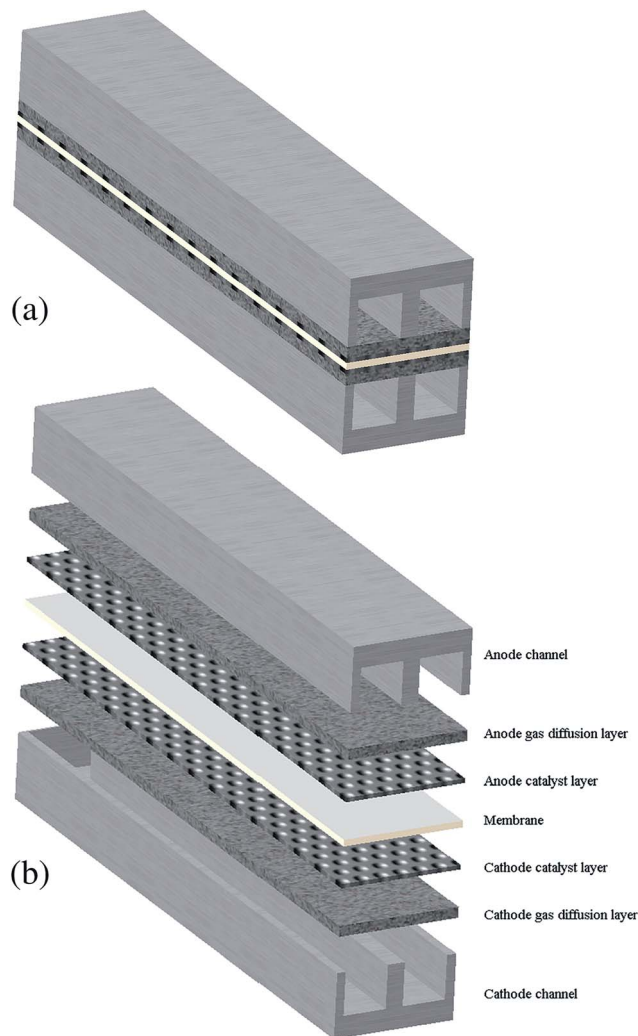 (a)
Anode channel
Anode gas diffusion layer
Anode catalyst layer
Membrane
Cathode catalyst layer
(b)
Cathode gas diffusion layer
Cathode channel